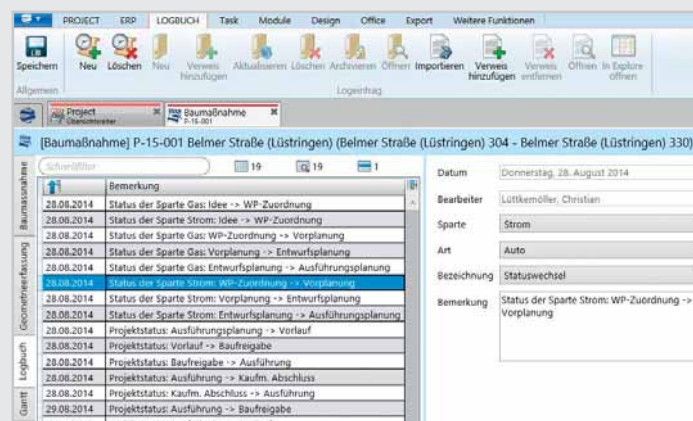 PROJECT ERP LOGBUCH Task Module Design Office Export Weitere Funktionen
Speichern Neu Löschen Neu Verweis hinzufügen Aktualisieren Löschen Archivieren Öffnen Importieren Verweis hinzufügen Verweis entfernen Öffnen In Explore öffnen
Allgemein Logeintrag
Project Baumaßnahme
P-15-001
[Baumaßnahme] P-15-001 Belmer Straße (Lüstringen) (Belmer Straße (Lüstringen) 304 - Belmer Straße (Lüstringen) 330)
Schnellfilter 19 19 1
Bemerkung
28.08.2014 Status der Sparte Gas: Idee -> WP-Zuordnung
28.08.2014 Status der Sparte Strom: Idee -> WP-Zuordnung
28.08.2014 Status der Sparte Gas: WP-Zuordnung -> Vorplanung
28.08.2014 Status der Sparte Gas: Vorplanung -> Entwurfsplanung
28.08.2014 Status der Sparte Gas: Entwurfsplanung -> Ausführungsplanung
28.08.2014 Status der Sparte Strom: WP-Zuordnung -> Vorplanung
28.08.2014 Status der Sparte Strom: Vorplanung -> Entwurfsplanung
28.08.2014 Status der Sparte Strom: Entwurfsplanung -> Ausführungsplanung
28.08.2014 Projektstatus: Ausführungsplanung -> Vorlauf
28.08.2014 Projektstatus: Vorlauf -> Baufreigabe
28.08.2014 Projektstatus: Baufreigabe -> Ausführung
28.08.2014 Projektstatus: Ausführung -> Kaufm. Abschluss
28.08.2014 Projektstatus: Kaufm. Abschluss -> Ausführung
29.08.2014 Projektstatus: Ausführung -> Baufreigabe
Baumassnahme
Geometrieerfassung
Logbuch
Gantt
Datum Donnerstag, 28. August 2014
Bearbeiter Lüttkemöller, Christian
Sparte Strom
Art Auto
Bezeichnung Statuswechsel
Bemerkung Status der Sparte Strom: WP-Zuordnung ->
Vorplanung